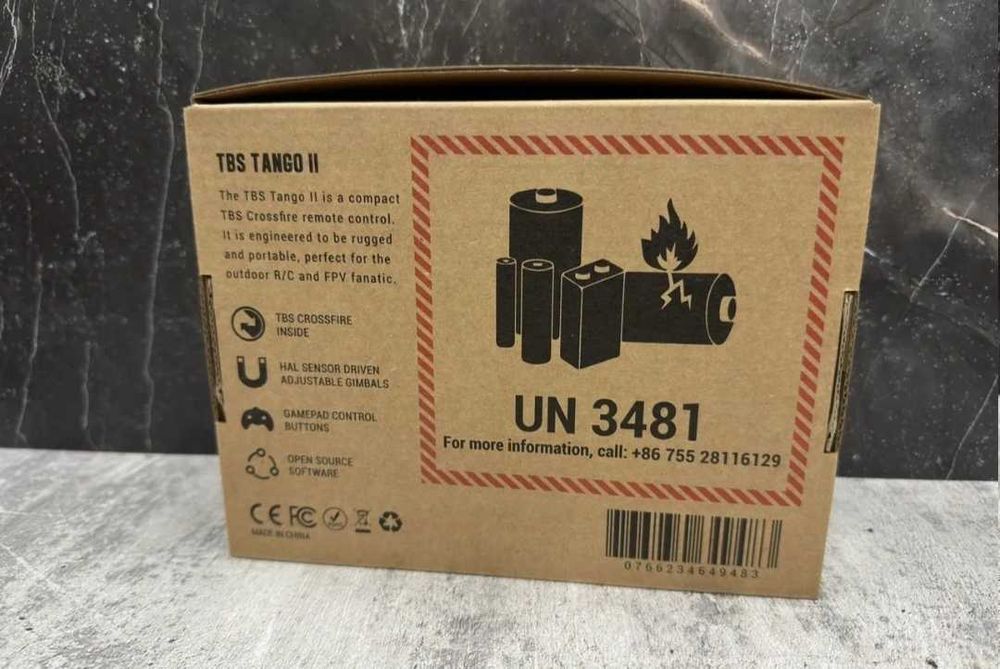 TBS TANGO II
The TBS Tango II is a compact
TBS Crossfire remote control.
It is engineered to be rugged
and portable, perfect for the
outdoor R/C and FPV fanatic.
TBS CROSSFIRE
INSIDE
HAL SENSOR DRIVEN
ADJUSTABLE GIMBALS
GAMEPAD CONTROL
BUTTONS
OPEN SOURCE
SOFTWARE
CE FC
MADE IN CHINA
UN 3481
For more information, call: +86 755 28116129
0766234649483